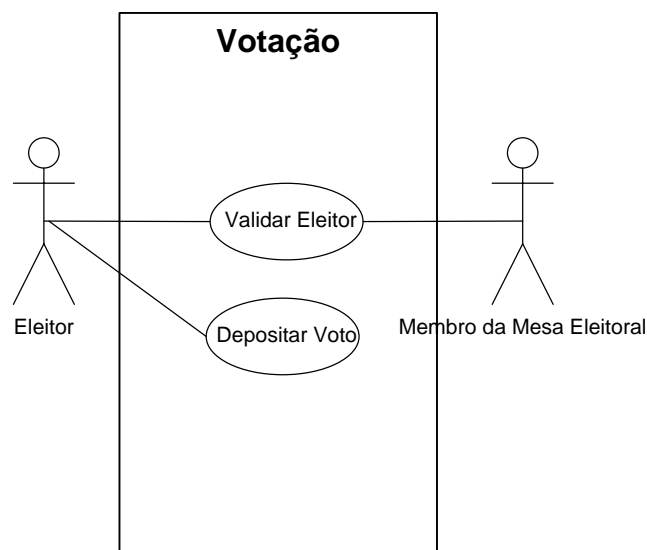 Votação
Validar Eleitor
Depositar Voto
Eleitor
Membro da Mesa Eleitoral